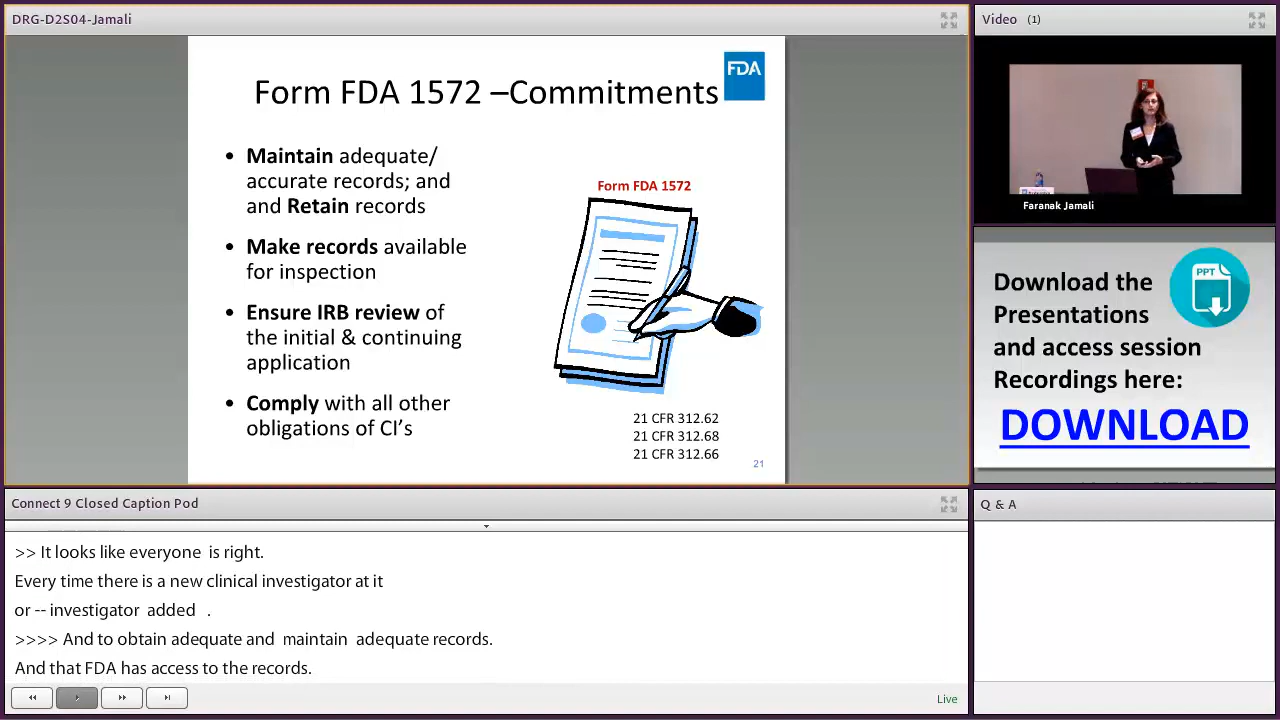 DRG-D2S04-Jamali
Form FDA 1572 –Commitments
FDA
• Maintain adequate/
accurate records; and
and Retain records
• Make records available
for inspection
• Ensure IRB review of
the initial & continuing
application
• Comply with all other
obligations of CI's
Form FDA 1572
21 CFR 312.62
21 CFR 312.68
21 CFR 312.66
21
Video (1)
Faranak Jamali
Download the
Presentations
and access session
Recordings here:
PPT
DOWNLOAD
Connect 9 Closed Caption Pod
>> It looks like everyone is right.
Every time there is a new clinical investigator at it
or -- investigator added .
>>>> And to obtain adequate and maintain adequate records.
And that FDA has access to the records.
Live
Q & A